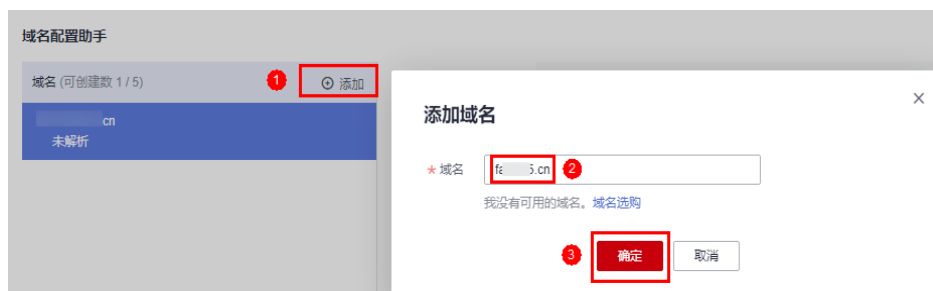 域名配置助手
域名 (可创建数 1 / 5)
1
添加
cn
未解析
添加域名
* 域名
5.cn
2
我没有可用的域名。域名选购
3
确定
取消